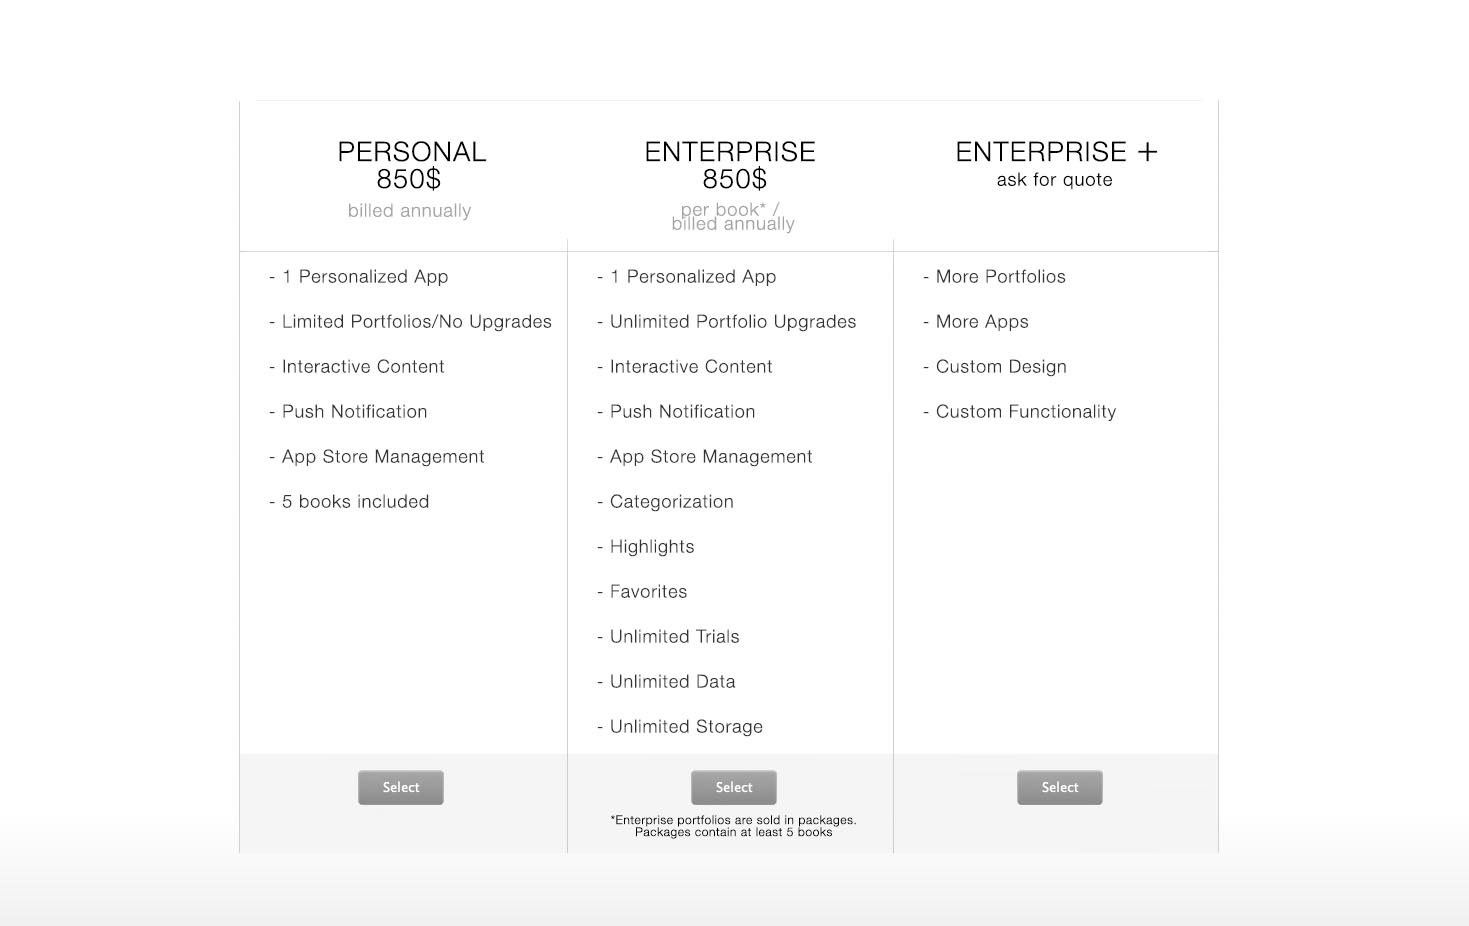 PERSONAL
850$
billed annually
- 1 Personalized App
- Limited Portfolios/No Upgrades
- Interactive Content
- Push Notification
- App Store Management
- 5 books included
Select
ENTERPRISE
850$
per book* /
billed annually
- 1 Personalized App
- Unlimited Portfolio Upgrades
- Interactive Content
- Push Notification
- App Store Management
- Categorization
- Highlights
- Favorites
- Unlimited Trials
- Unlimited Data
- Unlimited Storage
Select
*Enterprise portfolios are sold in packages.
Packages contain at least 5 books
ENTERPRISE +
ask for quote
- More Portfolios
- More Apps
- Custom Design
- Custom Functionality
Select